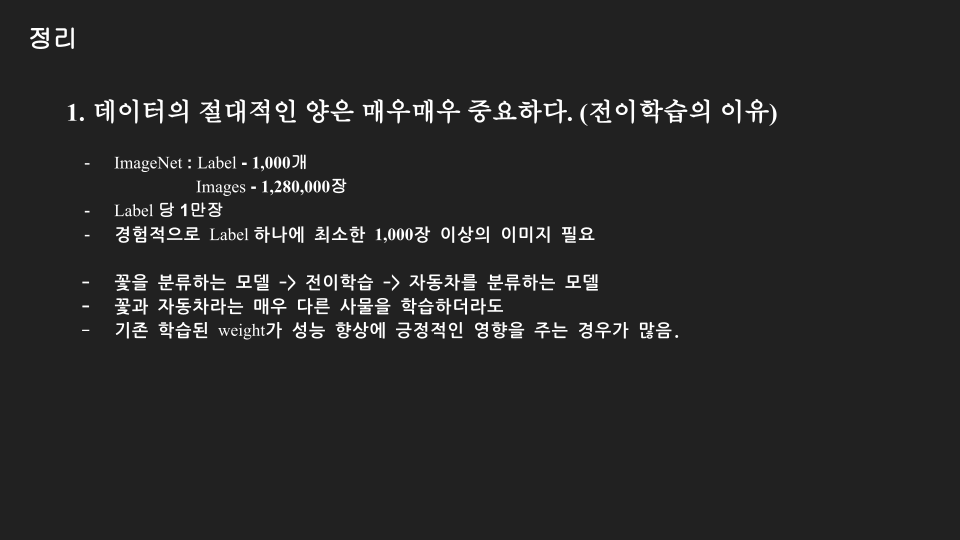 정리
1. 데이터의 절대적인 양은 매우매우 중요하다. (전이학습의 이유)
- ImageNet : Label - 1,000개
Images - 1,280,000장
- Label 당 1만장
- 경험적으로 Label 하나에 최소한 1,000장 이상의 이미지 필요
- 꽃을 분류하는 모델 -> 전이학습 -> 자동차를 분류하는 모델
- 꽃과 자동차라는 매우 다른 사물을 학습하더라도
- 기존 학습된 weight가 성능 향상에 긍정적인 영향을 주는 경우가 많음.